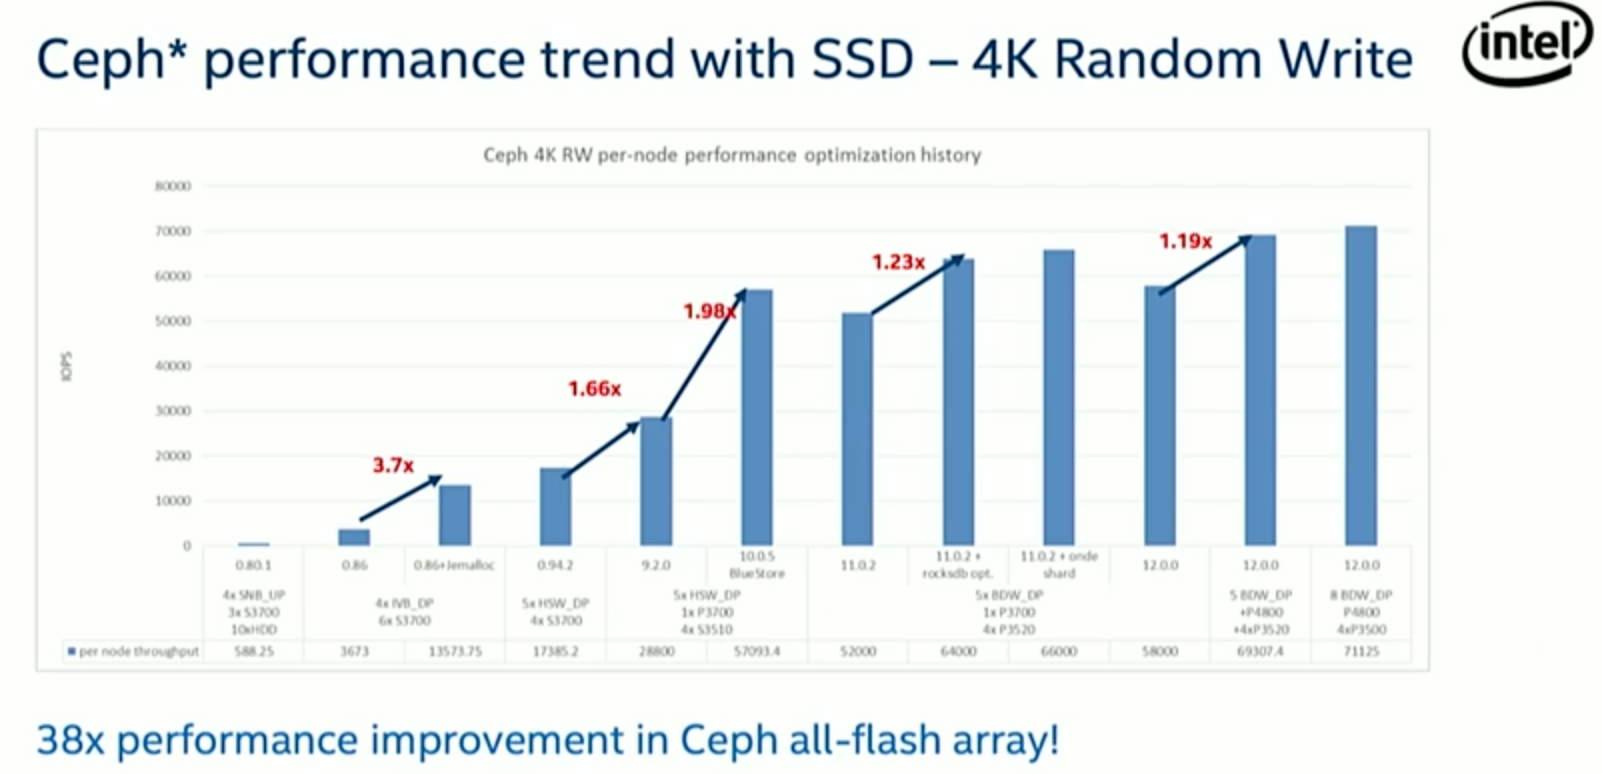 Ceph* performance trend with SSD – 4K Random Write
intel
Ceph 4K RW per-node performance optimization history
80000
70000
60000
50000
40000
30000
20000
10000
0
IOPS
3.7x
1.66x
1.98x
1.23x
1.19x
0.80.1
0.86
0.86+Jemalloc
0.94.2
9.2.0
10.0.5
BlueStore
11.0.2
11.0.2 +
rocksdb opt.
11.0.2 + onde
shard
12.0.0
12.0.0
12.0.0
4x SNB_UP
3x S3700
10xHDD
4x IVB_DP
6x S3700
5x HSW_DP
4x S3700
5x HSW_DP
1x P3700
4x S3510
5x BDW_DP
1x P3700
4x P3520
5 BDW_DP
+P4800
+4xP3520
8 BDW_DP
P4800
4xP3500
per node throughput 588.25 3673 13573.75 17385.2 28800 57093.4 52000 64000 66000 58000 69307.4 71125
38x performance improvement in Ceph all-flash array!